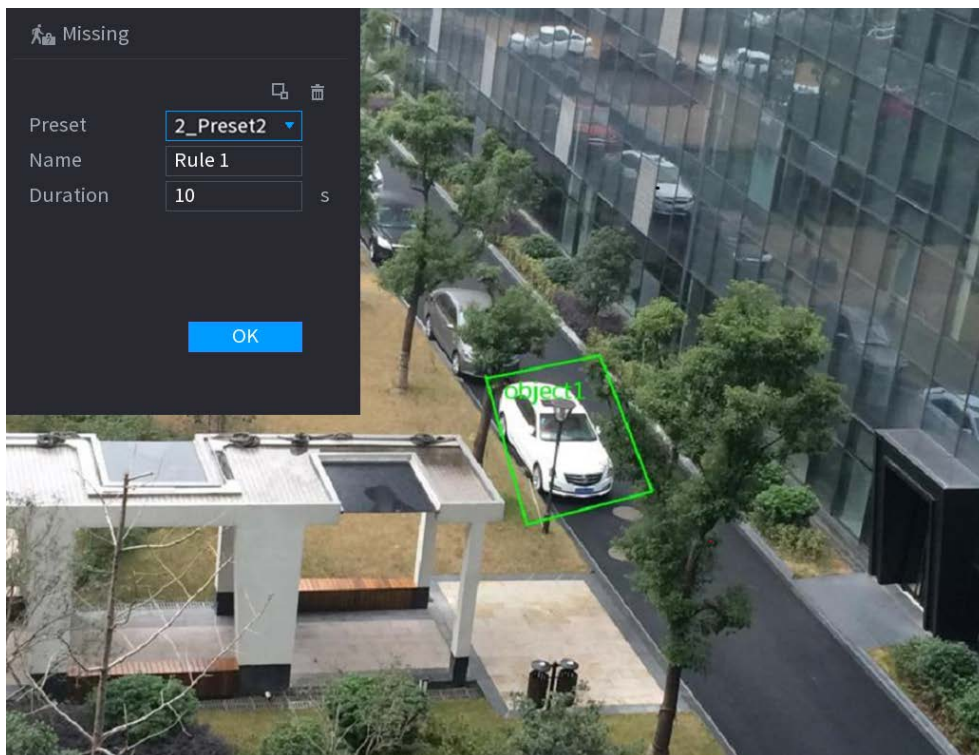 Missing
Preset 2_Preset2
Name Rule 1
Duration 10 s
OK
object1